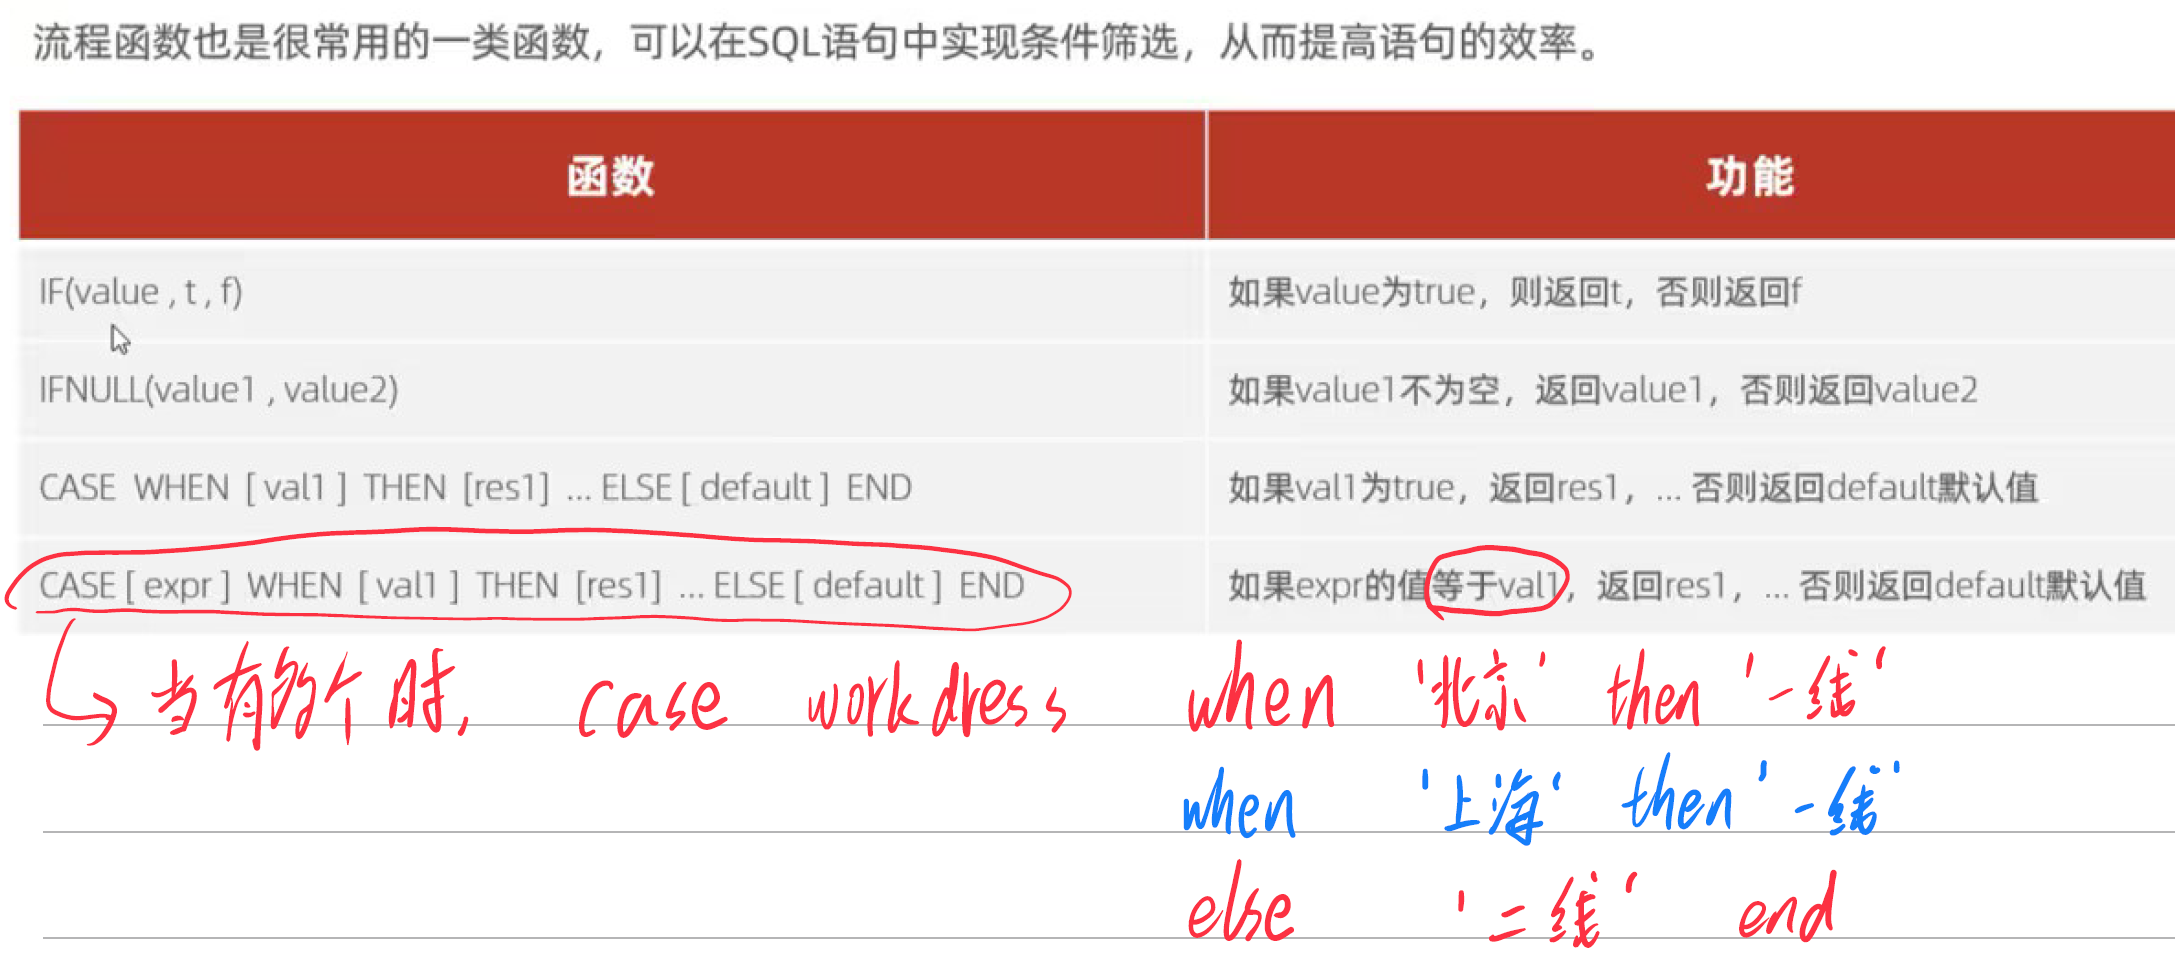 流程函数也是很常用的一类函数，可以在SQL语句中实现条件筛选，从而提高语句的效率。
函数 功能
IF(value , t , f) 如果value为true，则返回t，否则返回f
IFNULL(value1 , value2) 如果value1不为空，返回value1，否则返回value2
CASE WHEN [ val1 ] THEN [res1] ... ELSE [ default ] END 如果val1为true，返回res1，... 否则返回default默认值
CASE [ expr ] WHEN [ val1 ] THEN [res1] ... ELSE [ default ] END 如果expr的值等于val1，返回res1，... 否则返回default默认值
当有多个时, case workdress when '北京' then '一线'
when '上海' then '一线'
else '二线' end